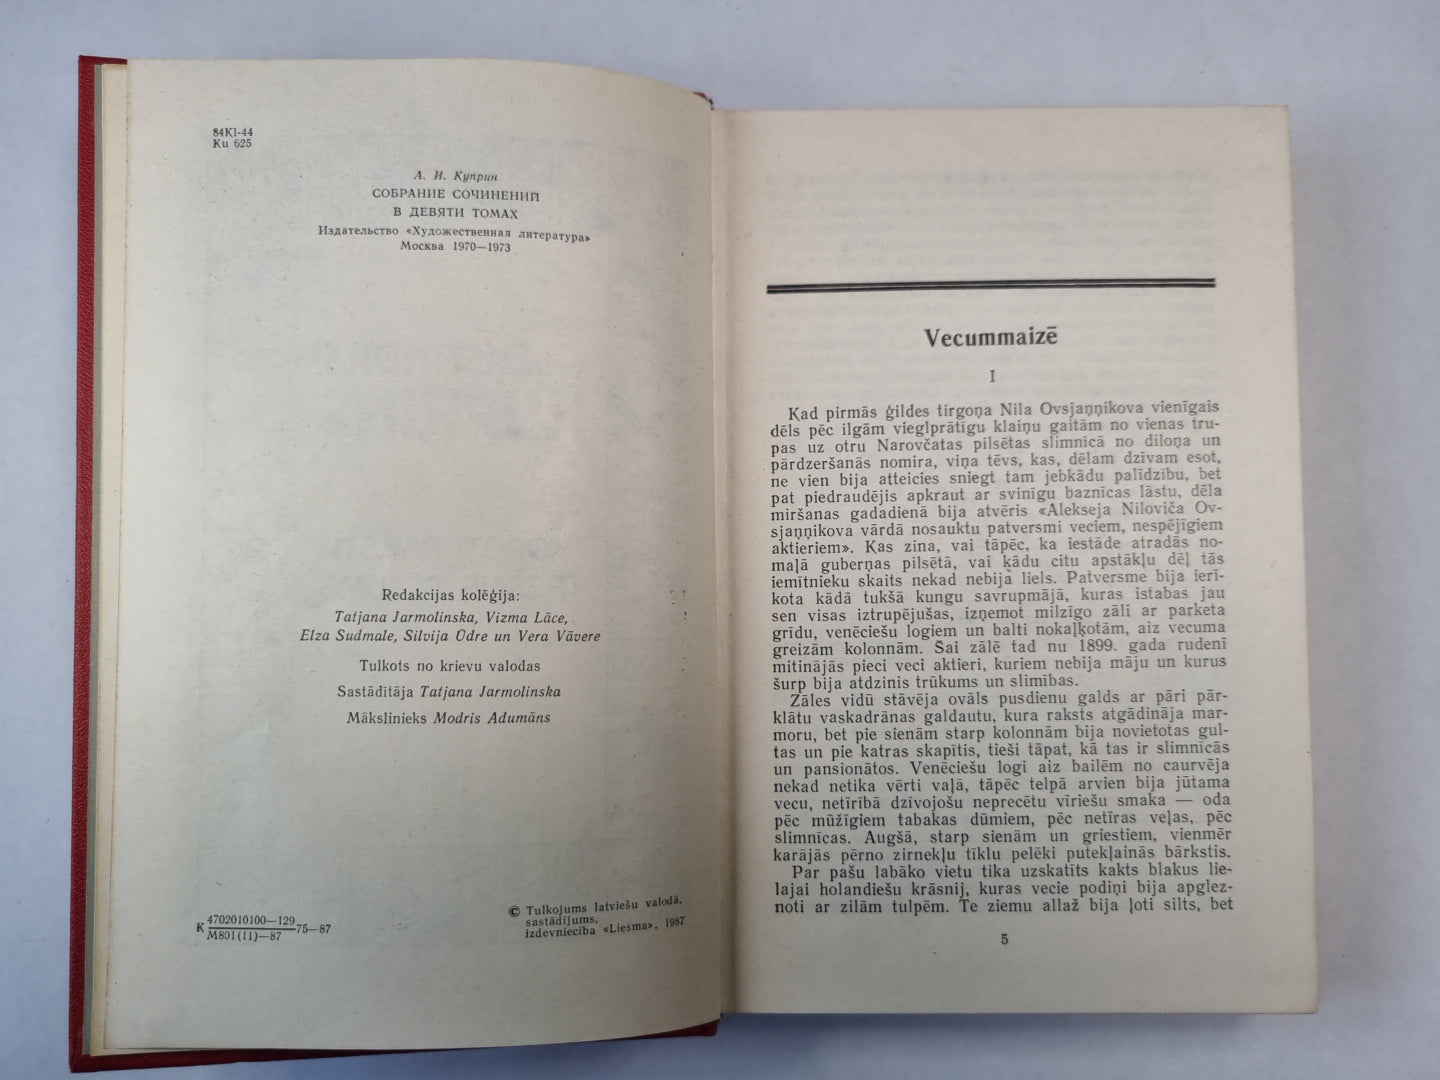 84Kl-44
Ku 625
А. И. Куприн
СОБРАНИЕ СОЧИНЕНИЙ
В ДЕВЯТИ ТОМАХ
Издательство «Художественная литература»
Москва 1970—1973
Redakcijas kolēģija:
Tatjana Jarmolinska, Vizma Lāce,
Elza Sudmale, Silvija Ūdre un Vera Vāvere
Tulkots no krievu valodas
Sastādītāja Tatjana Jarmolinska
Mākslinieks Modris Adumāns
K 4702010100—129 75—87
M801(11)—87
© Tulkojums latviešu valodā,
sastādījums,
izdevniecība «Liesma», 1987
Vecummaizē
I
Kad pirmās ģildes tirgoņa Nila Ovsjaņņikova vienīgais
dēls pēc ilgām vieglprātīgu klaiņu gaitām no vienas tru-
pas uz otru Narovčatas pilsētas slimnīcā no diloņa un
pārdzeršanās nomira, viņa tēvs, kas, dēlam dzīvam esot,
ne vien bija atteicies sniegt tam jebkādu palīdzību, bet
pat piedraudējis apkraut ar svinīgu baznīcas lāstu, dēla
miršanas gadadienā bija atvēris «Alekseja Niloviča Ov-
sjaņņikova vārdā nosauktu patversmi veciem, nespējīgiem
aktieriem». Kas zina, vai tāpēc, ka iestāde atradās no-
maļā guberņas pilsētā, vai kādu citu apstākļu dēļ tās
iemītnieku skaits nekad nebija liels. Patversme bija ierī-
kota kādā tukšā kungu savrupmājā, kuras istabas jau
sen visas iztrupējušas, izņemot milzīgo zāli ar parketa
grīdu, venēciešu logiem un balti nokaļķotām, aiz vecuma
greizām kolonnām. Šai zālē tad nu 1899. gada rudenī
mitinājās pieci veci aktieri, kuriem nebija māju un kurus
šurp bija atdzinis trūkums un slimības.
Zāles vidū stāvēja ovāls pusdienu galds ar pāri pār-
klātu vaskadrānas galdautu, kura raksts atgādināja mar-
moru, bet pie sienām starp kolonnām bija novietotas gul-
tas un pie katras skapītis, tieši tāpat, kā tas ir slimnīcās
un pansionātos. Venēciešu logi aiz bailēm no caurvēja
nekad netika vērti vaļā, tāpēc telpā arvien bija jūtama
vecu, netīrībā dzīvojošu neprecētu vīriešu smaka — oda
pēc mūžīgiem tabakas dūmiem, pēc netīras veļas, pēc
slimnīcas. Augšā, starp sienām un griestiem, vienmēr
karājās pērno zirnekļu tīklu pelēki putekļainās bārkstis.
Par pašu labāko vietu tika uzskatīts kakts blakus lie-
lajai holandiešu krāsnij, kuras vecie podiņi bija apglez-
noti ar zilām tulpēm. Te ziemu allaž bija ļoti silts, bet
5